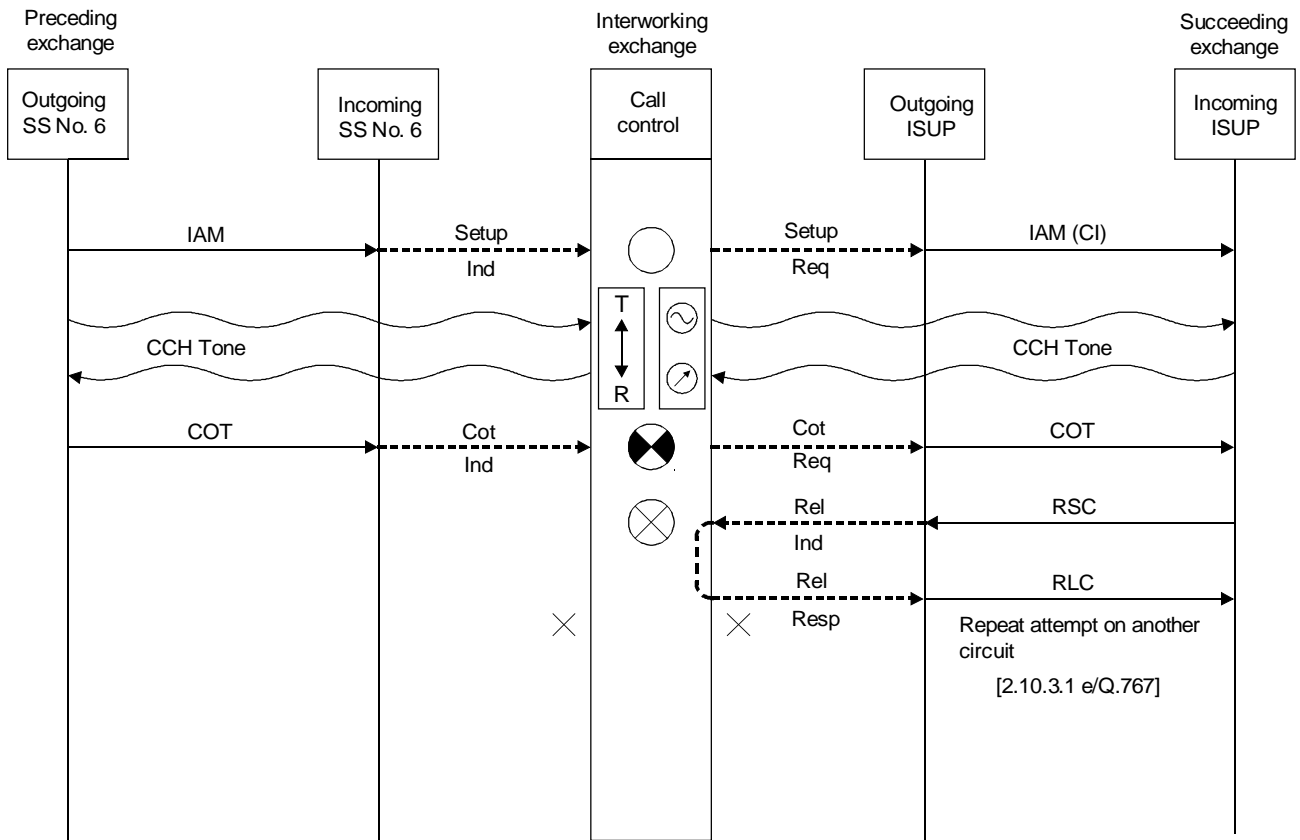 Preceding
exchange
Interworking
exchange
Succeeding
exchange
Outgoing
SS No. 6
Incoming
SS No. 6
Call
control
Outgoing
ISUP
Incoming
ISUP
IAM
Setup
Ind
Setup
Req
IAM (CI)
T
R
CCH Tone
CCH Tone
COT
Cot
Ind
Cot
Req
COT
Rel
Ind
RSC
Rel
Resp
RLC
Repeat attempt on another
circuit
[2.10.3.1 e/Q.767]